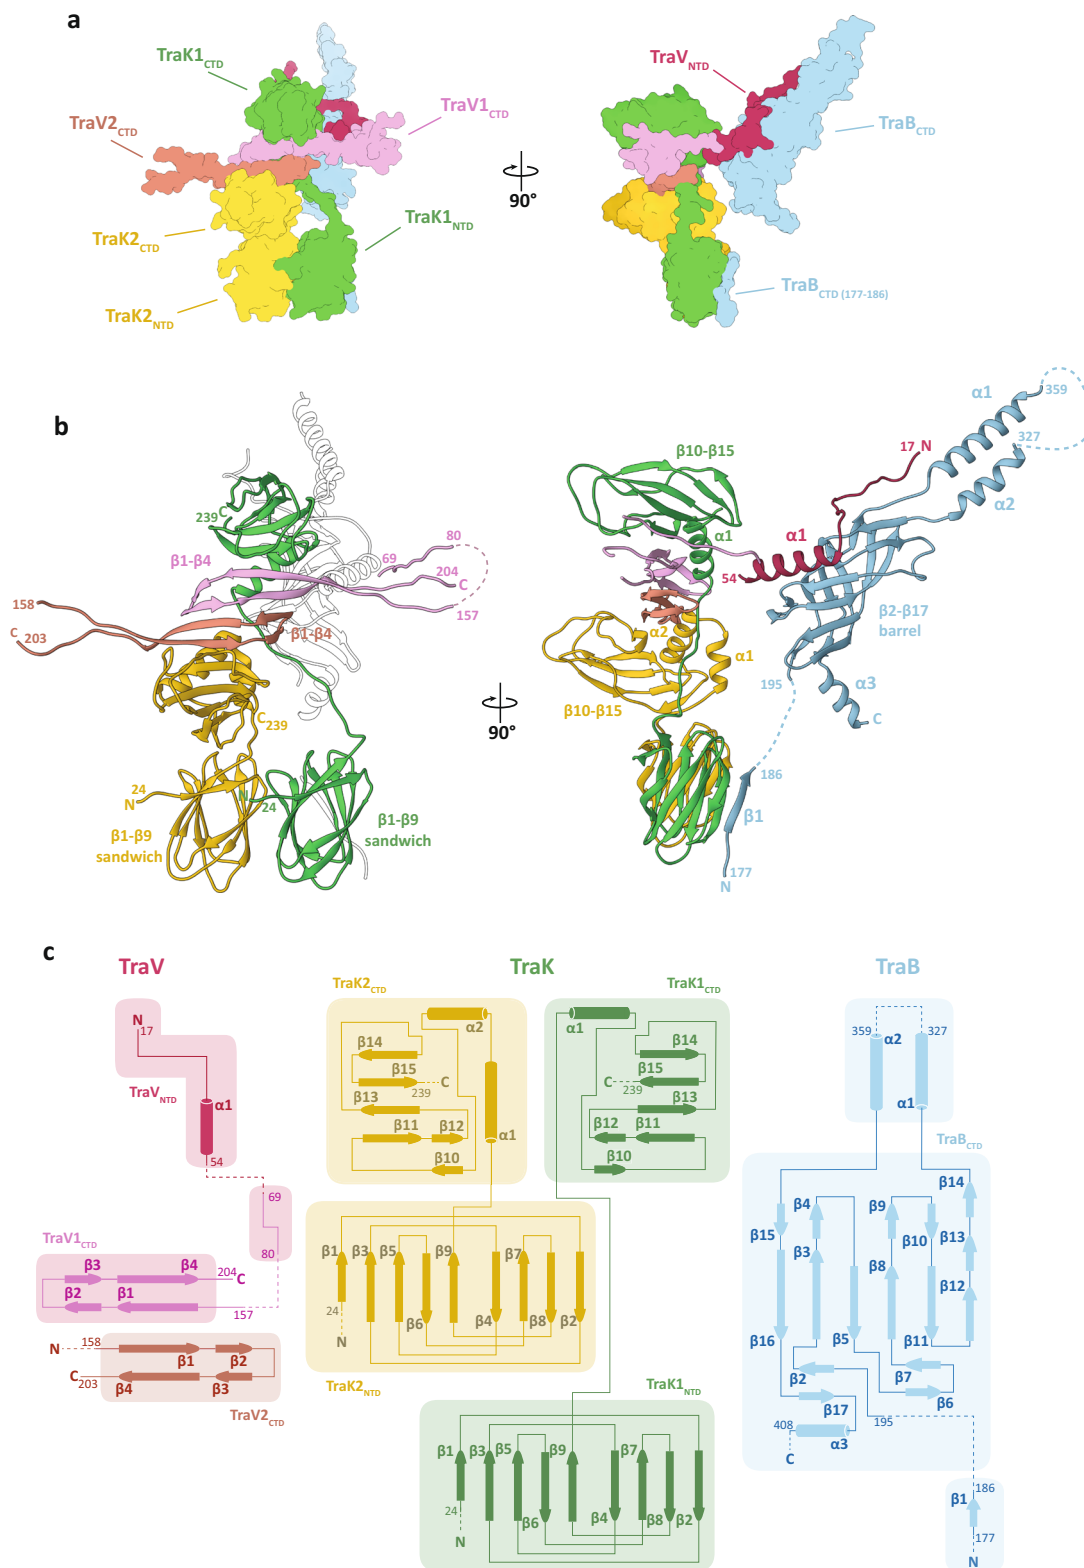 a
TraK1CTD
TraV2CTD
TraV1CTD
TraK2CTD
TraK1NTD
TraK2NTD
90°
TraVNTD
TraBCTD
TraBCTD (177-186)
b
239
C
β1-β4
80
69
204
C
157
158
C
203
β1-β4
C239
24
N
N
24
β1-β9
sandwich
β1-β9
sandwich
90°
β10-β15
α1
α1
17 N
54
α1
359
327
α2
β2-β17
barrel
α2
α1
β10-β15
195
α3
C
186
β1
177
N
c
TraV
TraK
TraB
N
17
TraVNTD
α1
54
69
80
TraV1CTD
β3
β4
204 C
β2
β1
157
N
158
β1
β2
C
203
β4
β3
TraV2CTD
TraK2CTD
α2
β14
β15
C
239
β13
β11
β12
α1
β10
β1
β3
β5
β9
β7
24
N
β6
β4
β8
β2
TraK2NTD
TraK1CTD
α1
β14
β15
C
239
β13
β12
β11
β10
TraK1NTD
β1
β3
β5
β9
β7
24
N
β6
β4
β8
β2
359
α2
327
α1
TraBCTD
β14
β4
β9
β15
β10
β13
β3
β8
β12
β16
β5
β11
β2
β7
β17
β6
408
195
α3
C
186
β1
177
N